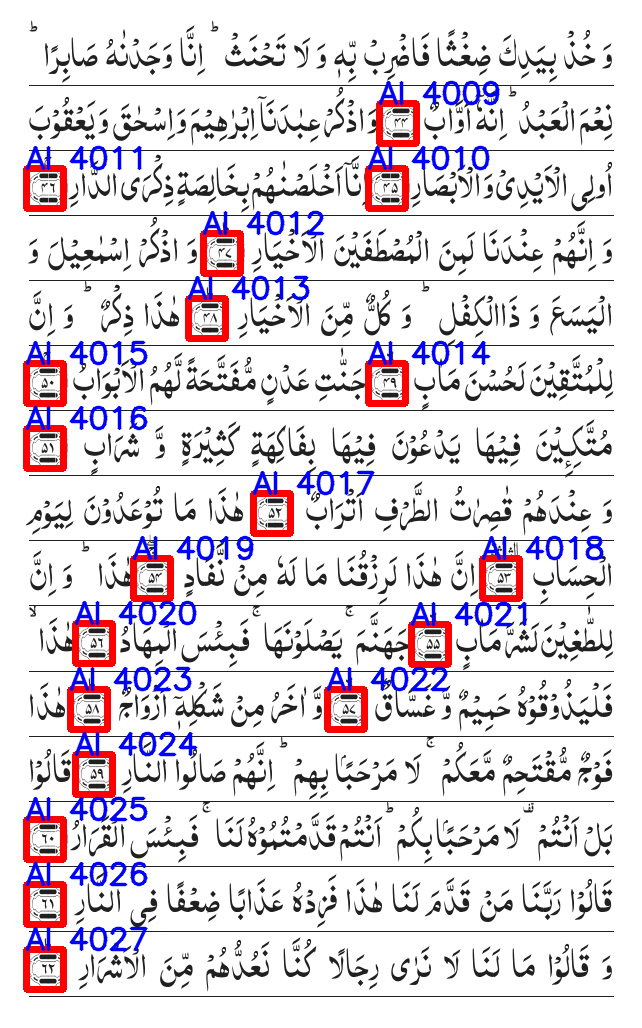 وَ خُذۡ بِيَدِكَ ضِغۡثًا فَاضۡرِبۡ بِّهٖ وَ لَا تَحۡنَثۡ ؕ اِنَّا وَجَدۡنٰهُ صَابِرًا ؕ
نِعۡمَ الۡعَبۡدُ ؕ اِنَّهٗۤ اَوَّابٌ ﴿۴۴﴾ AI 4009 وَ اذۡكُرۡ عِبٰدَنَاۤ اِبۡرٰهِيۡمَ وَ اِسۡحٰقَ وَ يَعۡقُوۡبَ
اُولِی الۡاَيۡدِیۡ وَ الۡاَبۡصَارِ ﴿۴۵﴾ AI 4010 اِنَّاۤ اَخۡلَصۡنٰهُمۡ بِخَالِصَةٍ ذِكۡرَی الدَّارِ ﴿۴۶﴾ AI 4011
وَ اِنَّهُمۡ عِنۡدَنَا لَمِنَ الۡمُصۡطَفَيۡنَ الۡاَخۡيَارِ ﴿۴۷﴾ AI 4012 وَ اذۡكُرۡ اِسۡمٰعِيۡلَ وَ
الۡيَسَعَ وَ ذَاالۡكِفۡلِ ؕ وَ كُلٌّ مِّنَ الۡاَخۡيَارِ ﴿۴۸﴾ AI 4013 هٰذَا ذِكۡرٌ ؕ وَ اِنَّ
لِلۡمُتَّقِيۡنَ لَحُسۡنَ مَاٰبٍ ﴿۴۹﴾ AI 4014 جَنّٰتِ عَدۡنٍ مُّفَتَّحَةً لَّهُمُ الۡاَبۡوَابُ ﴿۵۰﴾ AI 4015
مُتَّكِـِٕيۡنَ فِيۡهَا يَدۡعُوۡنَ فِيۡهَا بِفَاكِهَةٍ كَثِيۡرَةٍ وَّ شَرَابٍ ﴿۵۱﴾ AI 4016
وَ عِنۡدَهُمۡ قٰصِرٰتُ الطَّرۡفِ اَتۡرَابٌ ﴿۵۲﴾ AI 4017 هٰذَا مَا تُوۡعَدُوۡنَ لِيَوۡمِ
الۡحِسَابِ ﴿۵۳﴾ AI 4018 اِنَّ هٰذَا لَرِزۡقُنَا مَا لَهٗ مِنۡ نَّفَادٍ ﴿۵۴﴾ AI 4019 هٰذَا ؕ وَ اِنَّ
لِلطّٰغِيۡنَ لَشَرَّ مَاٰبٍ ﴿۵۵﴾ AI 4021 جَهَنَّمَ ۚ يَصۡلَوۡنَهَا ۚ فَبِئۡسَ الۡمِهَادُ ﴿۵۶﴾ AI 4020 هٰذَا ۙ
فَلۡيَذُوۡقُوۡهُ حَمِيۡمٌ وَّ غَسَّاقٌ ﴿۵۷﴾ AI 4022 وَّ اٰخَرُ مِنۡ شَكۡلِهٖۤ اَزۡوَاجٌ ﴿۵۸﴾ AI 4023 هٰذَا
فَوۡجٌ مُّقۡتَحِمٌ مَّعَكُمۡ ۚ لَا مَرۡحَبًۢا بِهِمۡ ؕ اِنَّهُمۡ صَالُوا النَّارِ ﴿۵۹﴾ AI 4024 قَالُوۡا
بَلۡ اَنۡتُمۡ ۟ لَا مَرۡحَبًۢا بِكُمۡ ؕ اَنۡتُمۡ قَدَّمۡتُمُوۡهُ لَنَا ۚ فَبِئۡسَ الۡقَرَارُ ﴿۶۰﴾ AI 4025
قَالُوۡا رَبَّنَا مَنۡ قَدَّمَ لَنَا هٰذَا فَزِدۡهُ عَذَابًا ضِعۡفًا فِی النَّارِ ﴿۶۱﴾ AI 4026
وَ قَالُوۡا مَا لَنَا لَا نَرٰی رِجَالًا كُنَّا نَعُدُّهُمۡ مِّنَ الۡاَشۡرَارِ ﴿۶۲﴾ AI 4027